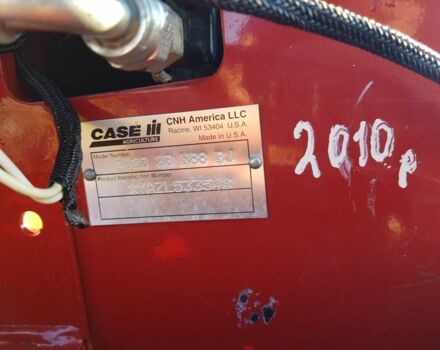 CASE IH
AGRICULTURE
CNH America LLC
Racine, WI 53404 U.S.A.
Made in U.S.A.
Model Number
Product Identification Number
2010р